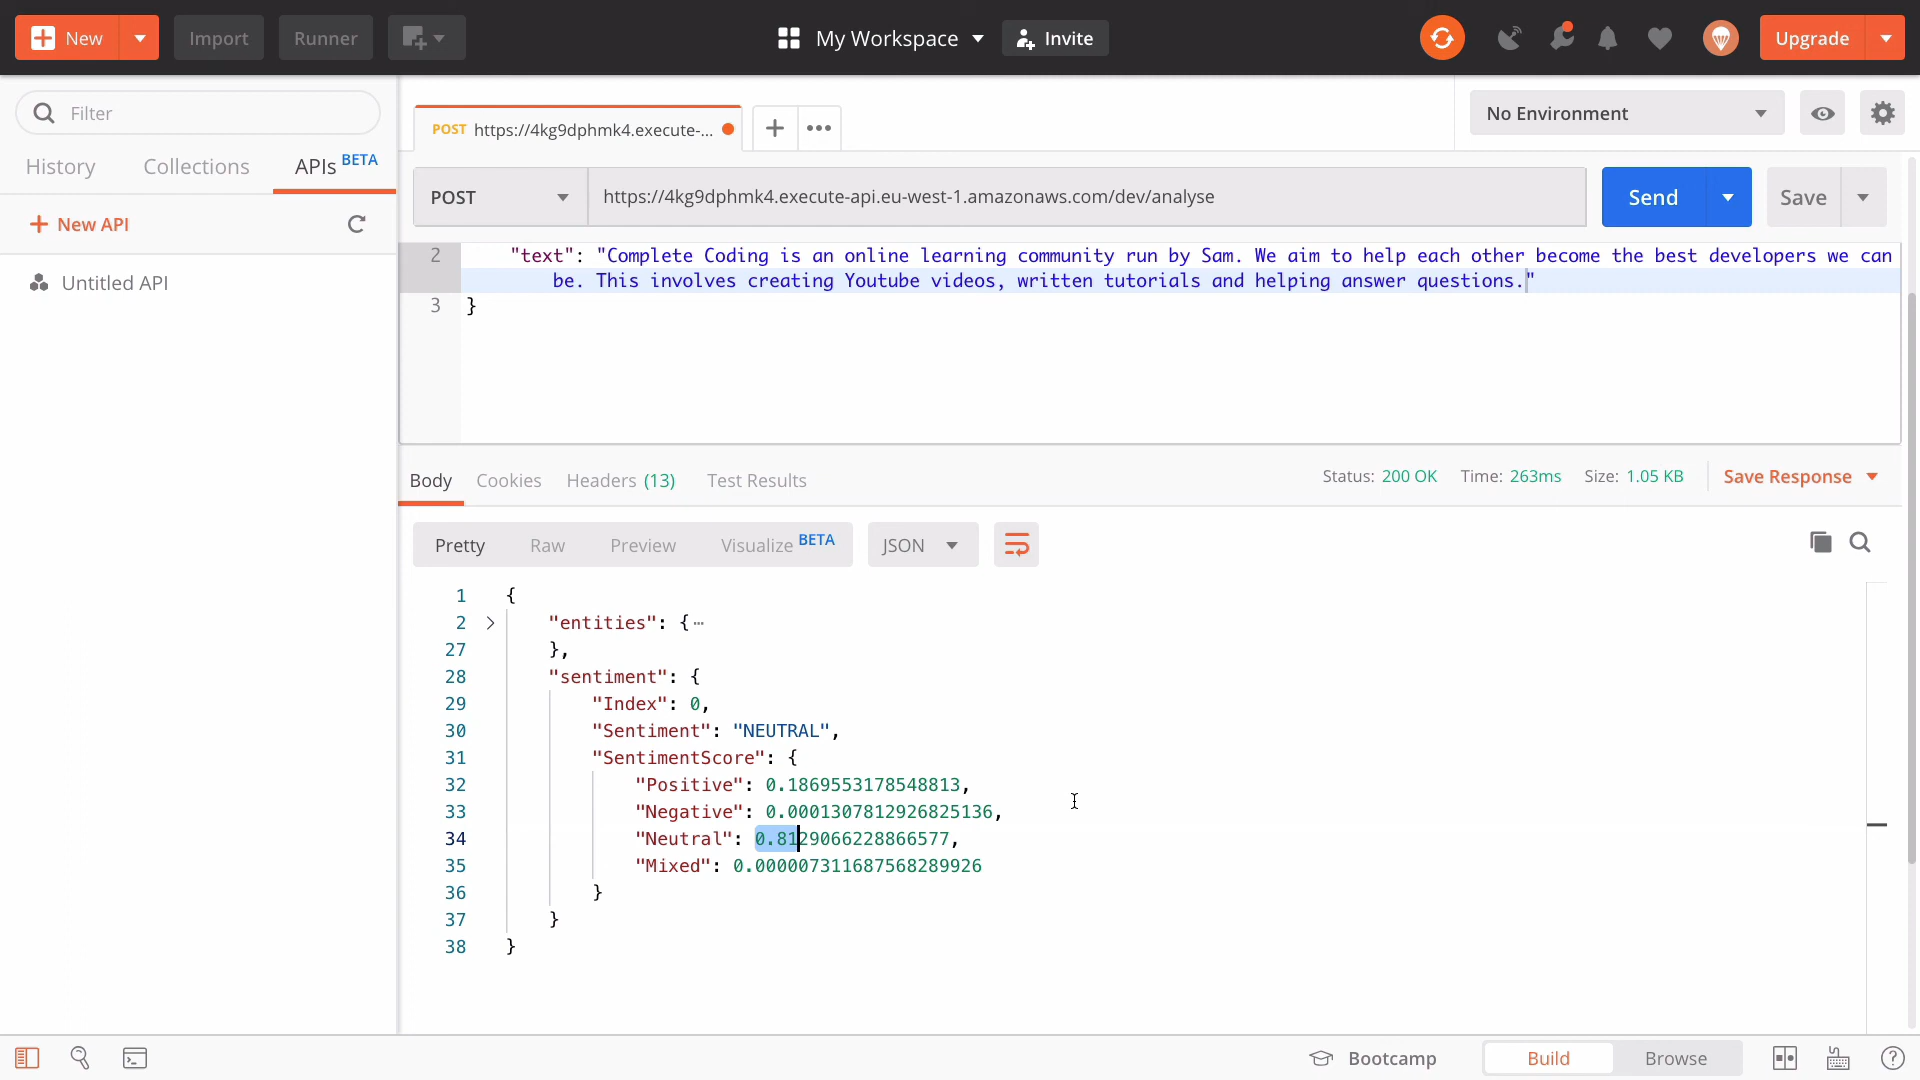 New
Import
Runner
My Workspace
Invite
Upgrade
Filter
History
Collections
APIs BETA
New API
Untitled API
POST https://4kg9dphmk4.execute-...
No Environment
POST
https://4kg9dphmk4.execute-api.eu-west-1.amazonaws.com/dev/analyse
Send
Save
2 "text": "Complete Coding is an online learning community run by Sam. We aim to help each other become the best developers we can
be. This involves creating Youtube videos, written tutorials and helping answer questions."
3 }
Body
Cookies
Headers (13)
Test Results
Status: 200 OK
Time: 263ms
Size: 1.05 KB
Save Response
Pretty
Raw
Preview
Visualize BETA
JSON
1 {
2 "entities": {⋯
27 },
28 "sentiment": {
29 "Index": 0,
30 "Sentiment": "NEUTRAL",
31 "SentimentScore": {
32 "Positive": 0.1869553178548813,
33 "Negative": 0.0001307812926825136,
34 "Neutral": 0.8129066228866577,
35 "Mixed": 0.000007311687568289926
36 }
37 }
38 }
Bootcamp
Build
Browse